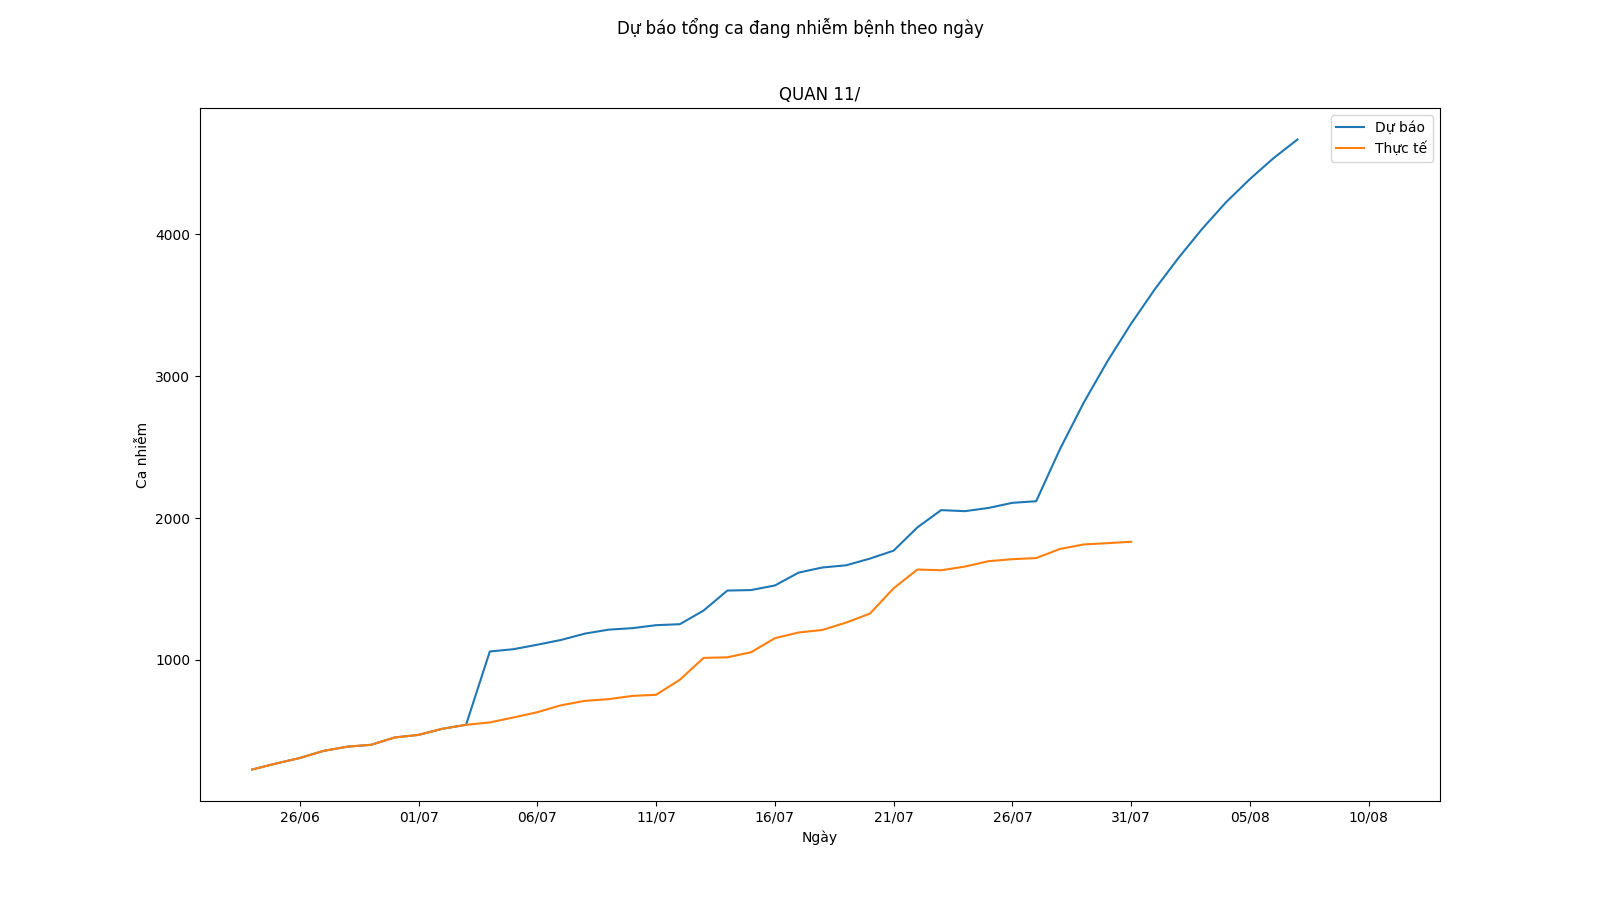 Dự báo tổng ca đang nhiễm bệnh theo ngày
QUAN 11/
Dự báo
Thực tế
Ca nhiễm
4000
3000
2000
1000
26/06 01/07 06/07 11/07 16/07 21/07 26/07 31/07 05/08 10/08
Ngày